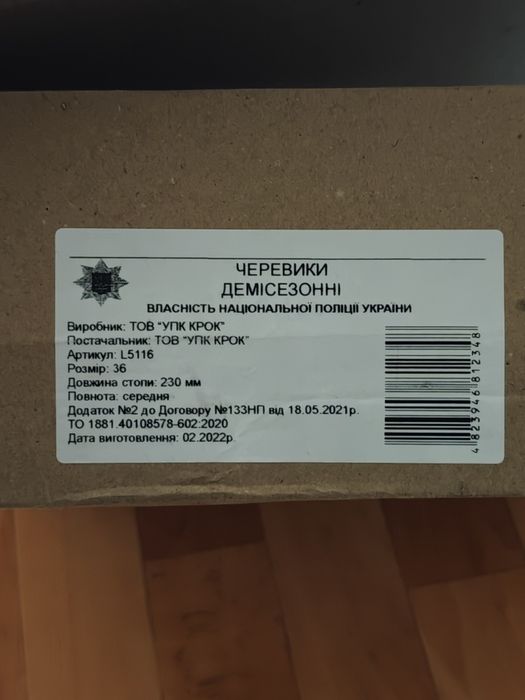 ЧЕРЕВИКИ
ДЕМІСЕЗОННІ
ВЛАСНІСТЬ НАЦІОНАЛЬНОЇ ПОЛІЦІЇ УКРАЇНИ
Виробник: ТОВ "УПК КРОК"
Постачальник: ТОВ "УПК КРОК"
Артикул: L5116
Розмір: 36
Довжина стопи: 230 мм
Повнота: середня
Додаток №2 до Договору №133НП від 18.05.2021р.
ТО 1881.40108578-602:2020
Дата виготовлення: 02.2022р.
4823946812348